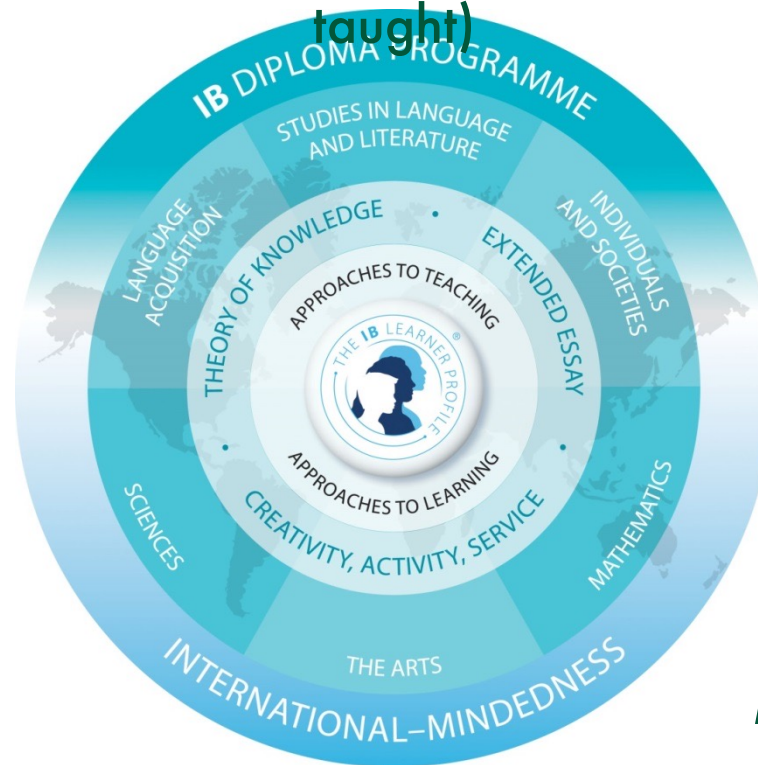 taught)
IB DIPLOMA PROGRAMME
STUDIES IN LANGUAGE
AND LITERATURE
LANGUAGE
ACQUISITION
INDIVIDUALS
AND SOCIETIES
THEORY OF KNOWLEDGE
•
EXTENDED ESSAY
•
APPROACHES TO TEACHING
THE IB LEARNER PROFILE®
APPROACHES TO LEARNING
•
CREATIVITY, ACTIVITY, SERVICE
SCIENCES
MATHEMATICS
THE ARTS
INTERNATIONAL–MINDEDNESS